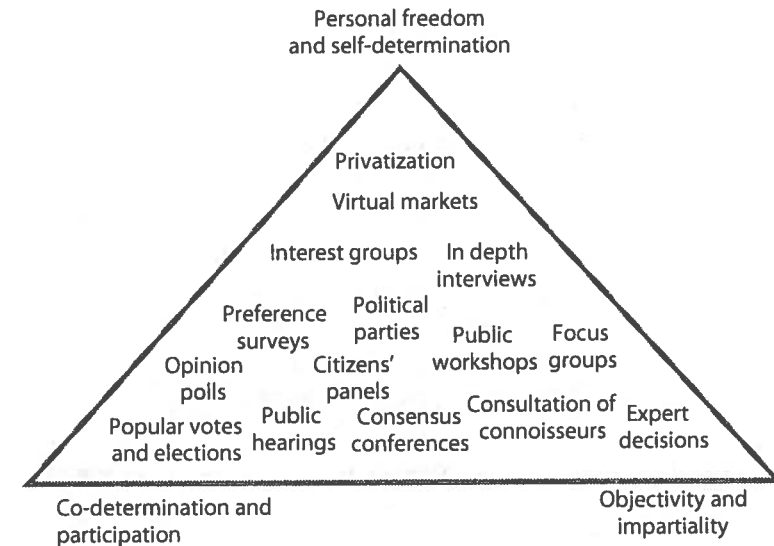 Personal freedom
and self-determination
Privatization
Virtual markets
Interest groups
In depth
interviews
Preference
surveys
Political
parties
Public
workshops
Focus
groups
Opinion
polls
Citizens'
panels
Popular votes
and elections
Public
hearings
Consensus
conferences
Consultation of
connoisseurs
Expert
decisions
Co-determination and
participation
Objectivity and
impartiality